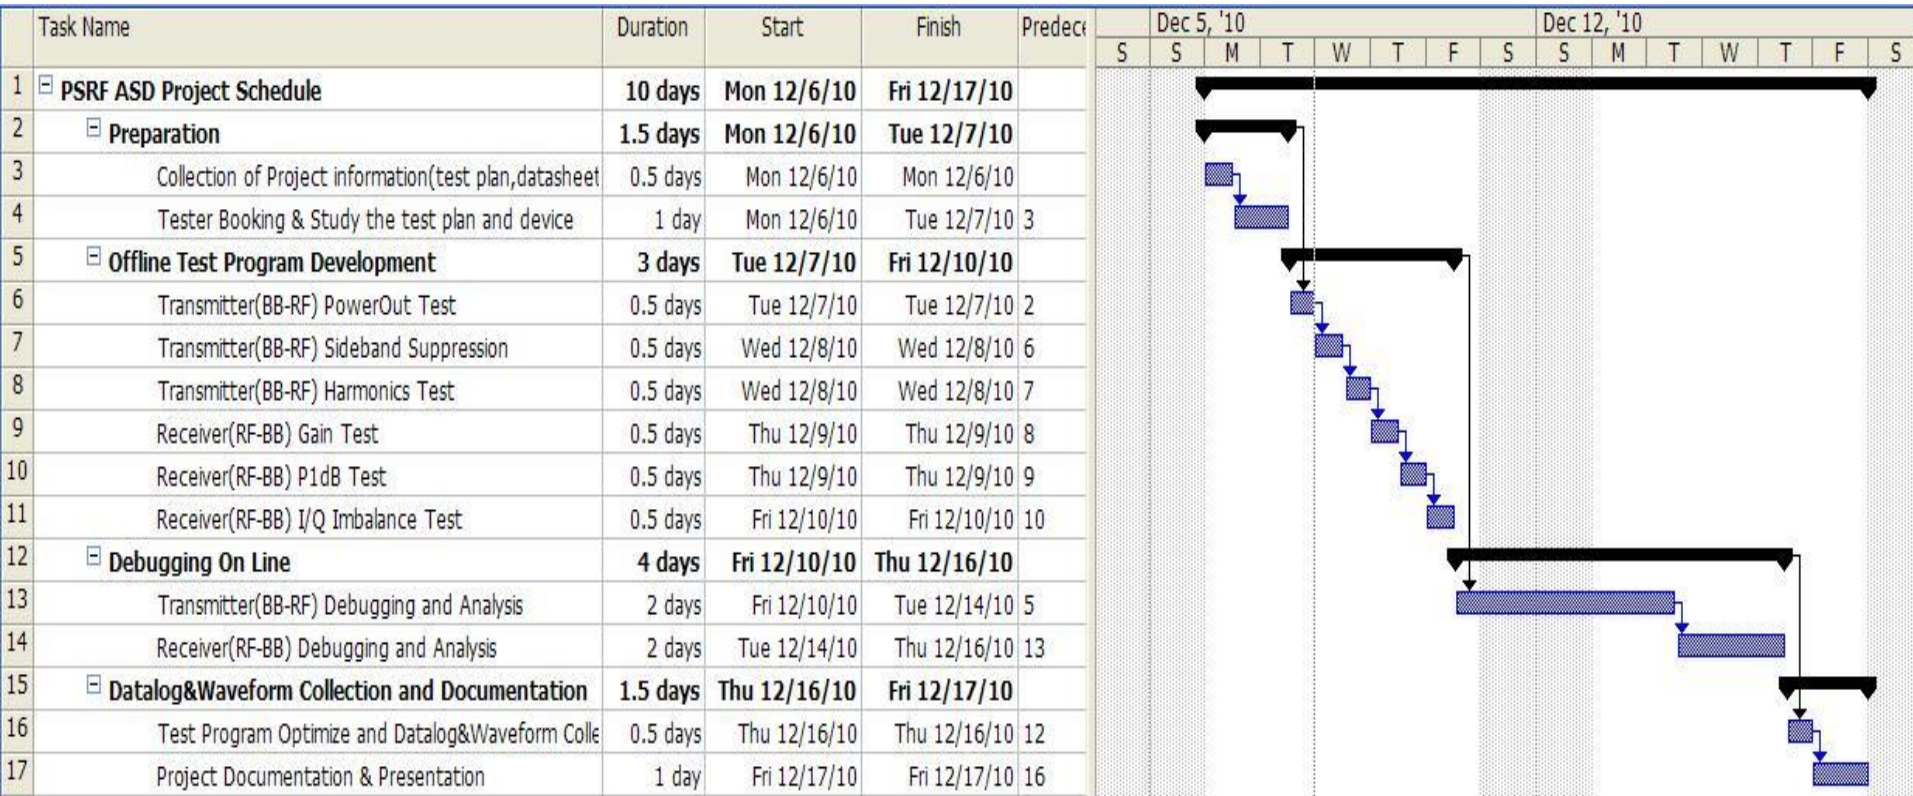 Task Name Duration Start Finish Predece Dec 5, '10 Dec 12, '10
S S M T W T F S S M T W T F S
1 PSRF ASD Project Schedule 10 days Mon 12/6/10 Fri 12/17/10
2 Preparation 1.5 days Mon 12/6/10 Tue 12/7/10
3 Collection of Project information(test plan,datasheet 0.5 days Mon 12/6/10 Mon 12/6/10
4 Tester Booking & Study the test plan and device 1 day Mon 12/6/10 Tue 12/7/10 3
5 Offline Test Program Development 3 days Tue 12/7/10 Fri 12/10/10
6 Transmitter(BB-RF) PowerOut Test 0.5 days Tue 12/7/10 Tue 12/7/10 2
7 Transmitter(BB-RF) Sideband Suppression 0.5 days Wed 12/8/10 Wed 12/8/10 6
8 Transmitter(BB-RF) Harmonics Test 0.5 days Wed 12/8/10 Wed 12/8/10 7
9 Receiver(RF-BB) Gain Test 0.5 days Thu 12/9/10 Thu 12/9/10 8
10 Receiver(RF-BB) P1dB Test 0.5 days Thu 12/9/10 Thu 12/9/10 9
11 Receiver(RF-BB) I/Q Imbalance Test 0.5 days Fri 12/10/10 Fri 12/10/10 10
12 Debugging On Line 4 days Fri 12/10/10 Thu 12/16/10
13 Transmitter(BB-RF) Debugging and Analysis 2 days Fri 12/10/10 Tue 12/14/10 5
14 Receiver(RF-BB) Debugging and Analysis 2 days Tue 12/14/10 Thu 12/16/10 13
15 Datalog&Waveform Collection and Documentation 1.5 days Thu 12/16/10 Fri 12/17/10
16 Test Program Optimize and Datalog&Waveform Colle 0.5 days Thu 12/16/10 Thu 12/16/10 12
17 Project Documentation & Presentation 1 day Fri 12/17/10 Fri 12/17/10 16